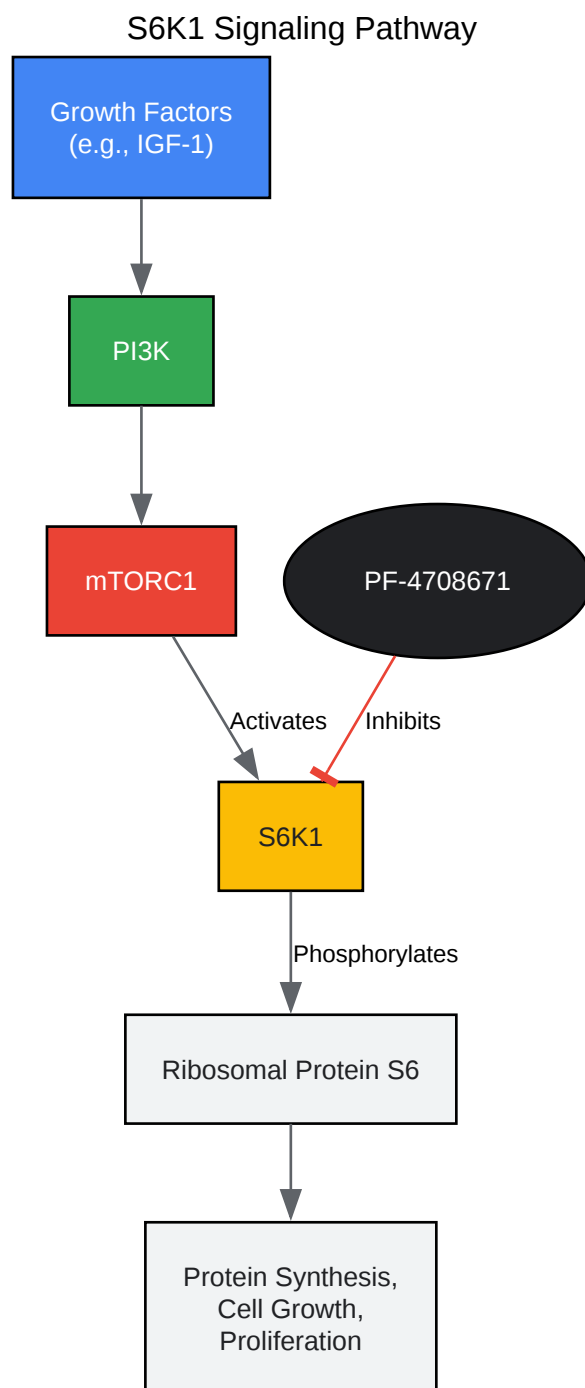 S6K1 Signaling Pathway
Growth Factors
(e.g., IGF-1)
PI3K
mTORC1
PF-4708671
Activates
Inhibits
S6K1
Phosphorylates
Ribosomal Protein S6
Protein Synthesis,
Cell Growth,
Proliferation